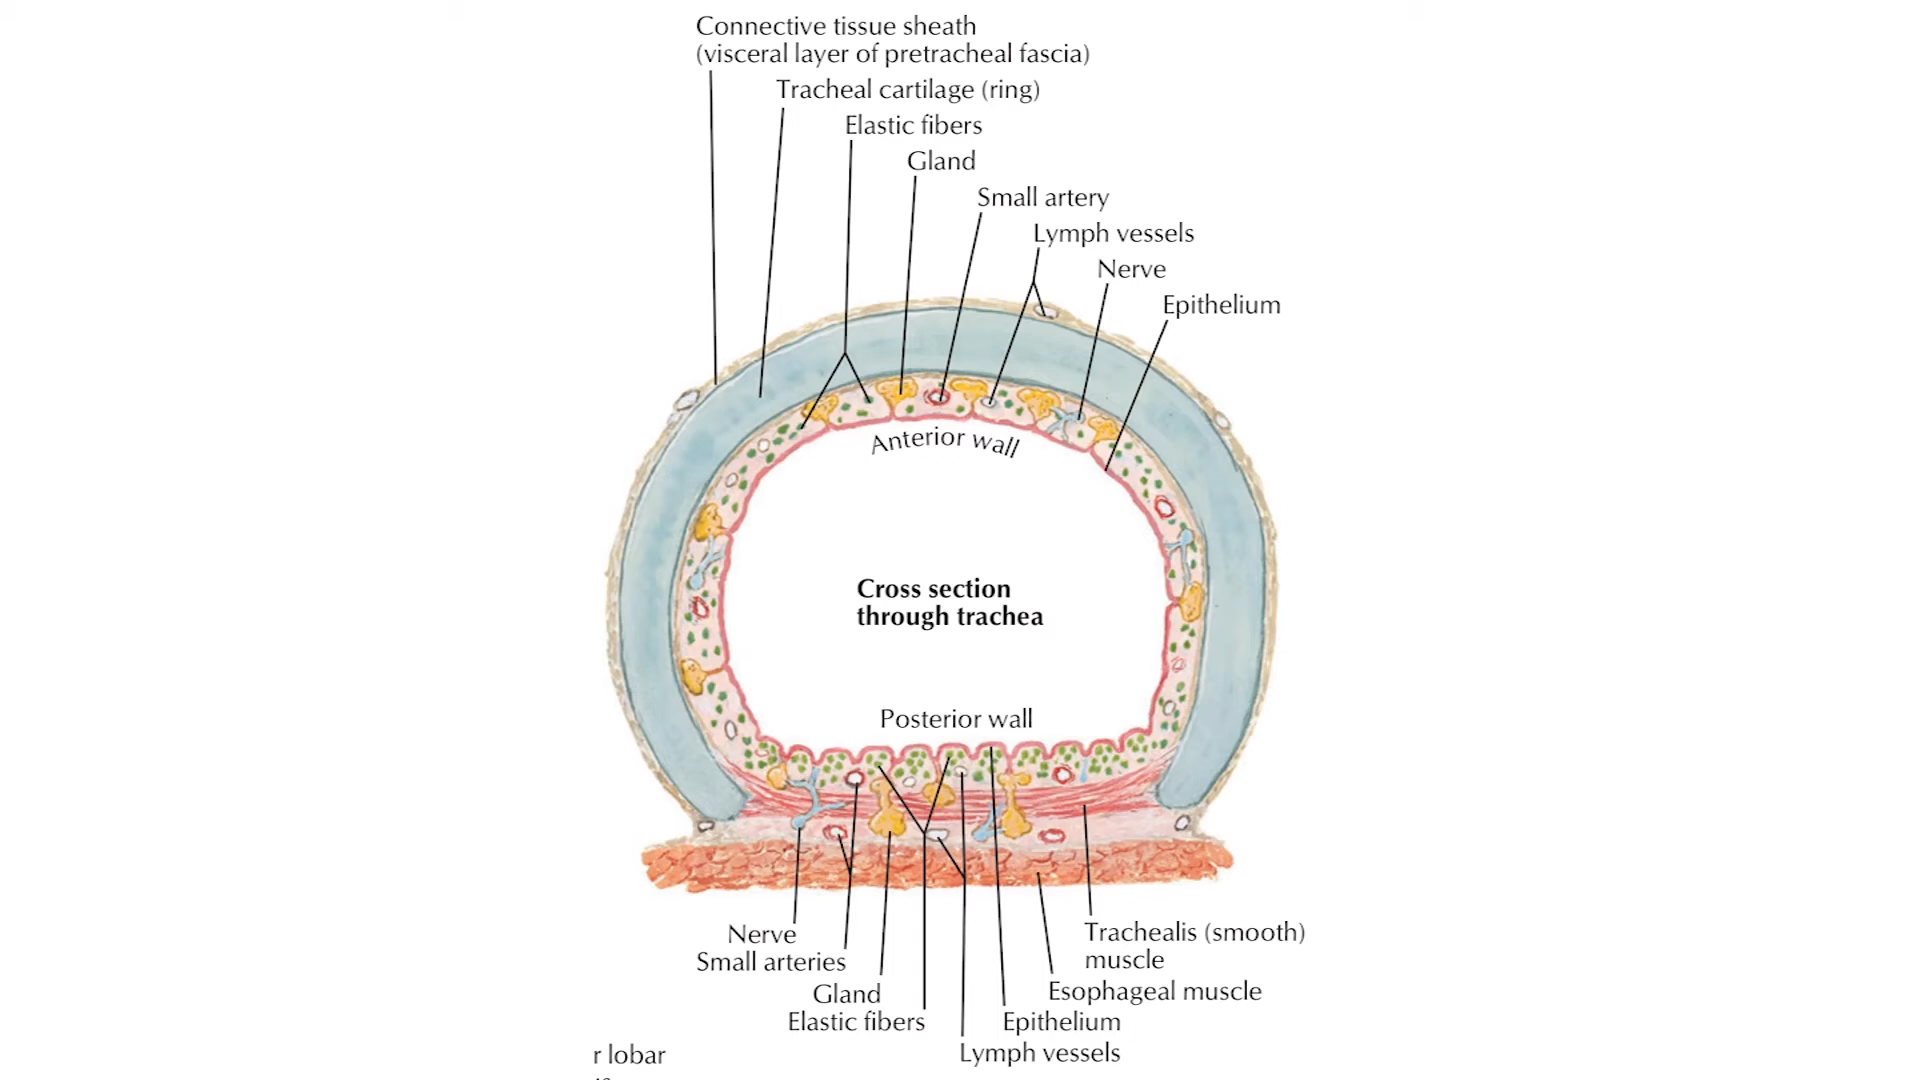 Connective tissue sheath
(visceral layer of pretracheal fascia)
Tracheal cartilage (ring)
Elastic fibers
Gland
Small artery
Lymph vessels
Nerve
Epithelium
Anterior wall
Cross section
through trachea
Posterior wall
Nerve
Small arteries
Gland
Elastic fibers
Trachealis (smooth)
muscle
Esophageal muscle
Epithelium
Lymph vessels
r lobar